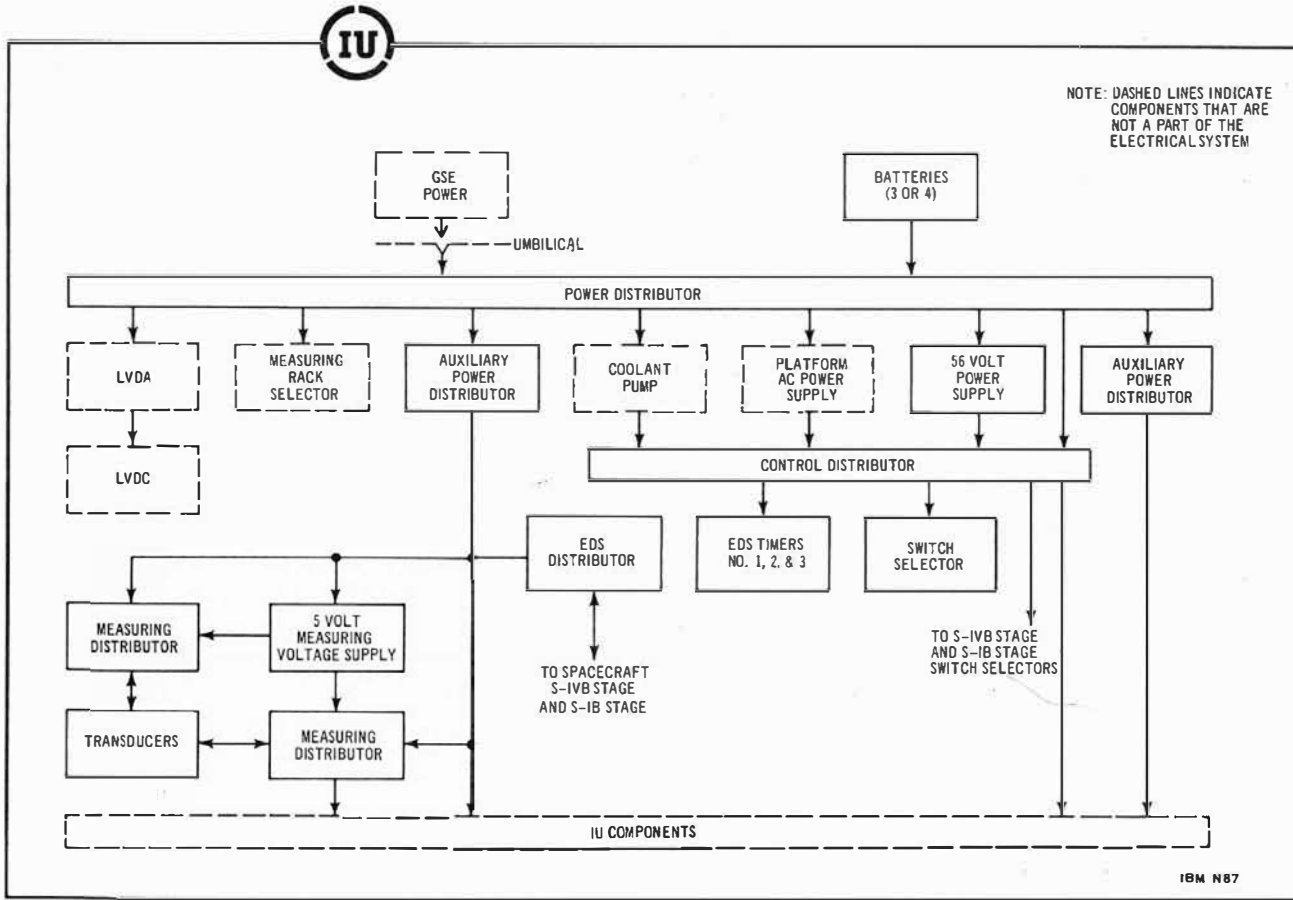 IU
NOTE: DASHED LINES INDICATE
COMPONENTS THAT ARE
NOT A PART OF THE
ELECTRICAL SYSTEM
GSE
POWER
BATTERIES
(3 OR 4)
UMBILICAL
POWER DISTRIBUTOR
LVDA
MEASURING
RACK
SELECTOR
AUXILIARY
POWER
DISTRIBUTOR
COOLANT
PUMP
PLATFORM
AC POWER
SUPPLY
56 VOLT
POWER
SUPPLY
AUXILIARY
POWER
DISTRIBUTOR
LVDC
CONTROL DISTRIBUTOR
EDS
DISTRIBUTOR
EDS TIMERS
NO. 1, 2, & 3
SWITCH
SELECTOR
MEASURING
DISTRIBUTOR
5 VOLT
MEASURING
VOLTAGE SUPPLY
TO SPACECRAFT
S-IVB STAGE
AND S-IB STAGE
TO S-IVB STAGE
AND S-IB STAGE
SWITCH SELECTORS
TRANSDUCERS
MEASURING
DISTRIBUTOR
IU COMPONENTS
IBM N87